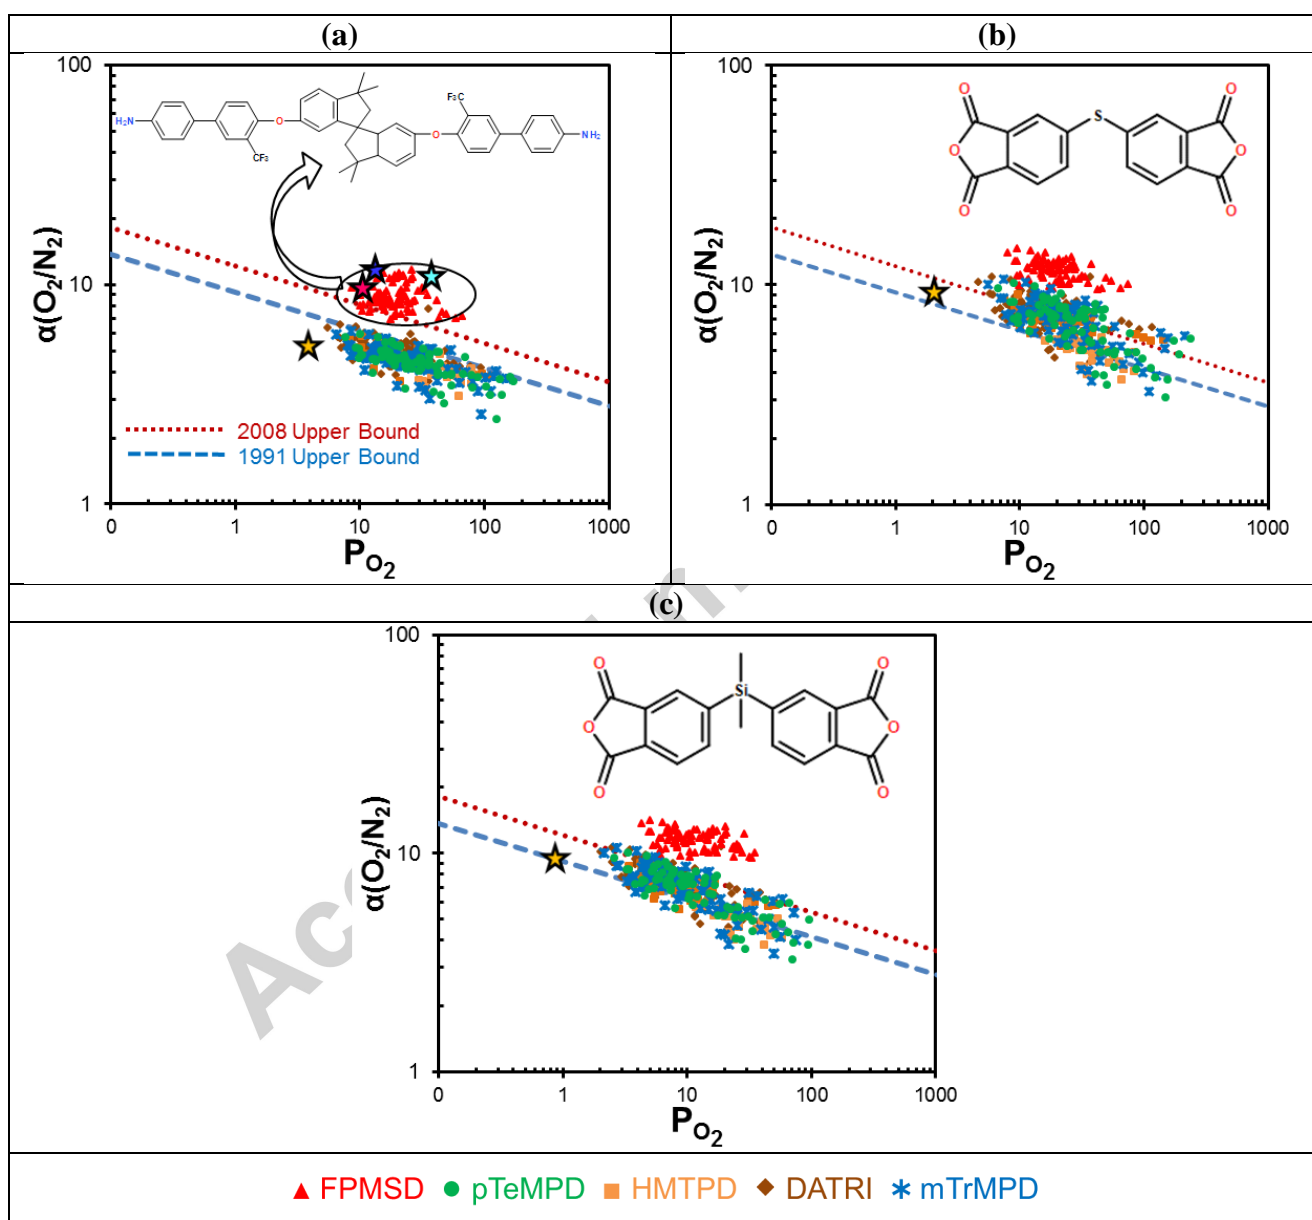 (a)
(b)
100
10
1
0
1
10
100
1000
α(O2/N2)
PO2
H2N
CF3
O
F3C
O
NH2
2008 Upper Bound
1991 Upper Bound
100
10
1
0
1
10
100
1000
α(O2/N2)
PO2
O
O
O
S
O
O
O
(c)
100
10
1
0
1
10
100
1000
α(O2/N2)
PO2
O
O
O
Si
O
O
O
FPMSD pTeMPD HMTPD DATRI mTrMPD